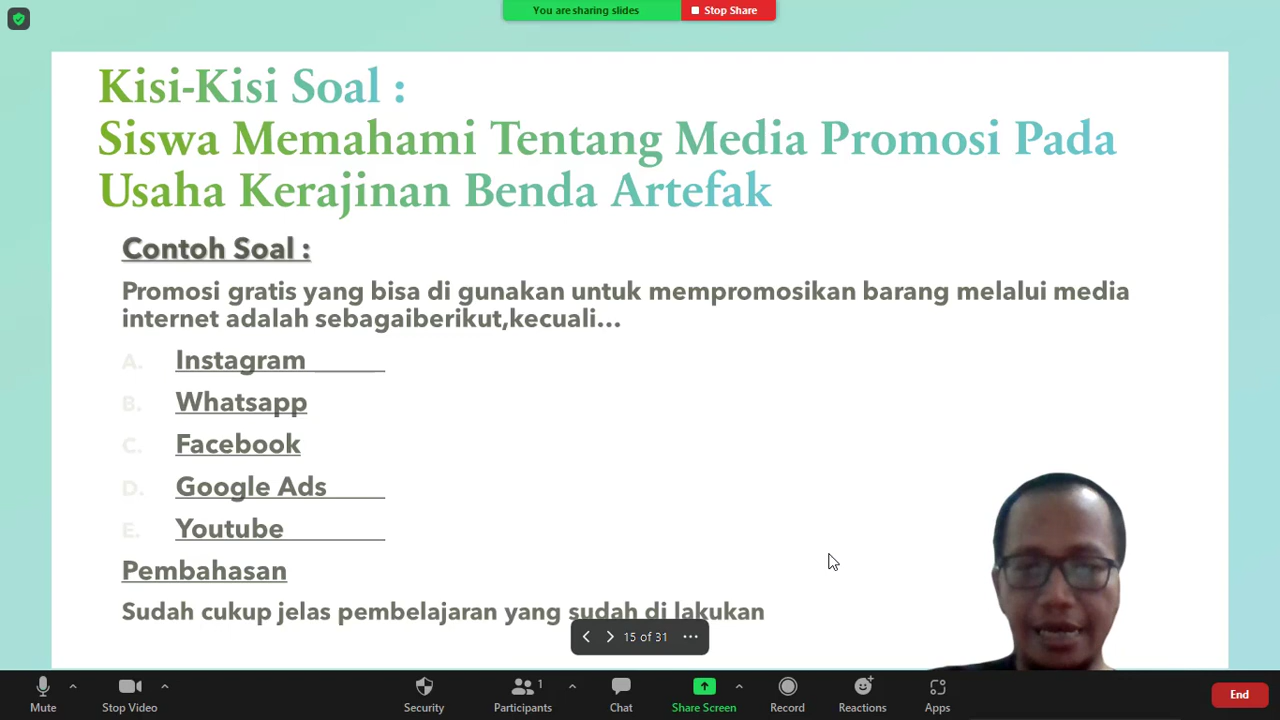 You are sharing slides
Stop Share
Kisi-Kisi Soal :
Siswa Memahami Tentang Media Promosi Pada
Usaha Kerajinan Benda Artefak
Contoh Soal :
Promosi gratis yang bisa di gunakan untuk mempromosikan barang melalui media
internet adalah sebagaiberikut,kecuali...
A. Instagram
B. Whatsapp
C. Facebook
D. Google Ads
E. Youtube
Pembahasan
Sudah cukup jelas pembelajaran yang sudah di lakukan
15 of 31
Mute
Stop Video
Security
Participants 1
Chat
Share Screen
Record
Reactions
Apps
End